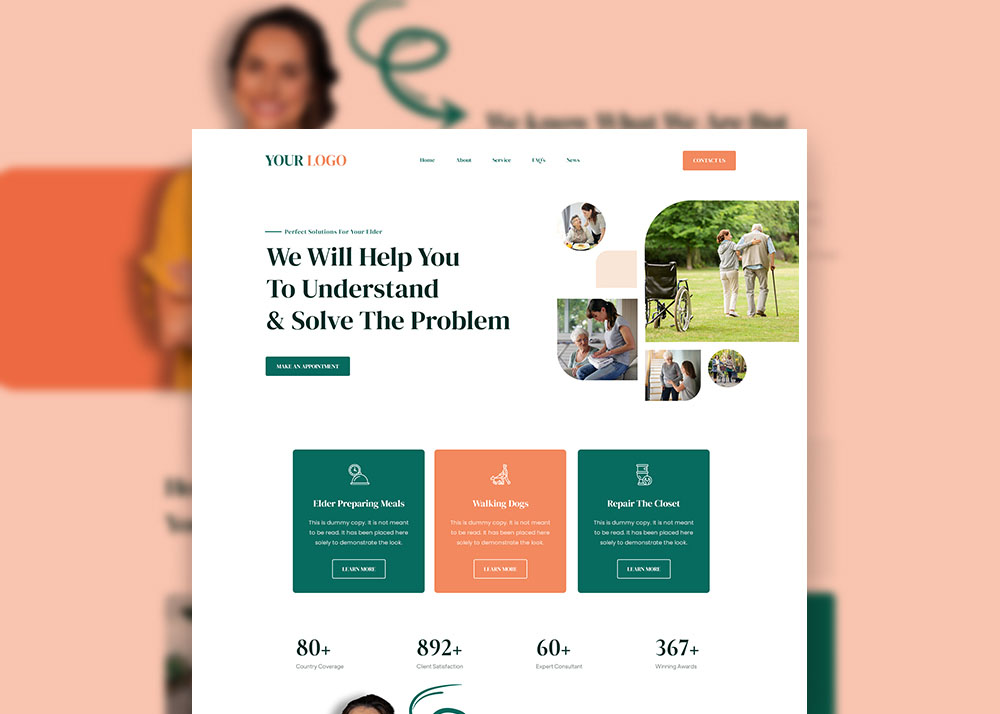 We know What We Are But
YOUR LOGO
Home About Service FAQ's News
CONTACT US
Perfect Solutions For Your Elder
We Will Help You
To Understand
& Solve The Problem
MAKE AN APPOINTMENT
Elder Preparing Meals
This is dummy copy. It is not meant
to be read. It has been placed here
solely to demonstrate the look.
LEARN MORE
Walking Dogs
This is dummy copy. It is not meant
to be read. It has been placed here
solely to demonstrate the look.
LEARN MORE
Repair The Closet
This is dummy copy. It is not meant
to be read. It has been placed here
solely to demonstrate the look.
LEARN MORE
80+
Country Coverage
892+
Client Satisfaction
60+
Expert Consultant
367+
Winning Awards